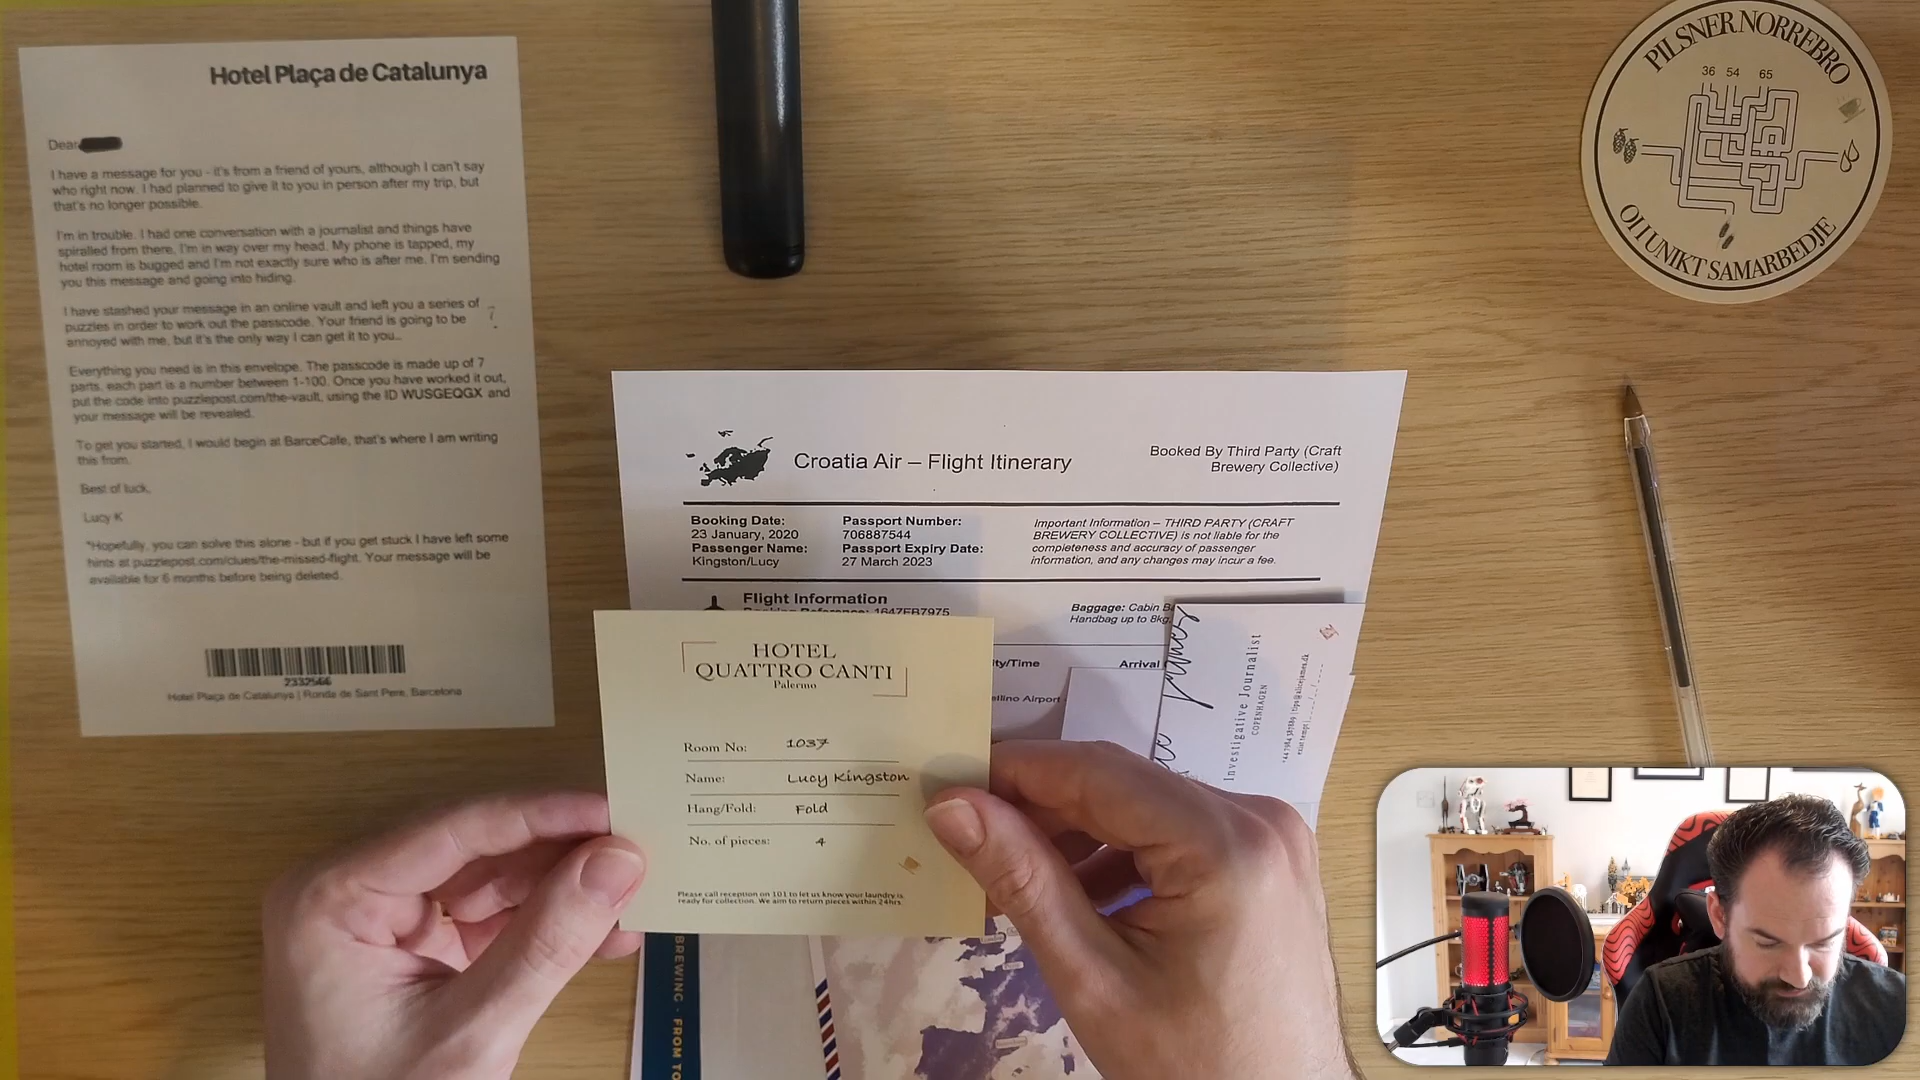 Hotel Plaça de Catalunya
Dear
I have a message for you - it's from a friend of yours, although I can't say
who right now. I had planned to give it to you in person after my trip, but
that's no longer possible.
I'm in trouble. I had one conversation with a journalist and things have
spiralled from there, I'm in way over my head. My phone is tapped, my
hotel room is bugged and I'm not exactly sure who is after me. I'm sending
you this message and going into hiding.
I have stashed your message in an online vault and left you a series of
puzzles in order to work out the passcode. Your friend is going to be
annoyed with me, but it's the only way I can get it to you...
Everything you need is in this envelope. The passcode is made up of 7
parts, each part is a number between 1-100. Once you have worked it out,
put the code into puzzlepost.com/the-vault, using the ID WUSGEQGX and
your message will be revealed.
To get you started, I would begin at BarceCafe, that's where I am writing
this from.
Best of luck,
Lucy K
*Hopefully, you can solve this alone - but if you get stuck I have left some
hints at puzzlepost.com/clues/the-missed-flight. Your message will be
available for 6 months before being deleted.
2332566
Hotel Plaça de Catalunya | Ronda de Sant Pere, Barcelona
PILSNER NORREBRO
36 54 65
OII UNIKT SAMARBEDJE
Croatia Air – Flight Itinerary
Booked By Third Party (Craft
Brewery Collective)
Booking Date:
23 January, 2020
Passenger Name:
Kingston/Lucy
Passport Number:
706887544
Passport Expiry Date:
27 March 2023
Important Information – THIRD PARTY (CRAFT
BREWERY COLLECTIVE) is not liable for the
completeness and accuracy of passenger
information, and any changes may incur a fee.
Flight Information
Booking Reference: 1647EB7975
Baggage: Cabin
Handbag up to 8kg
ty/Time
Arrival
llino Airport
James
Investigative Journalist
COPENHAGEN
HOTEL
QUATTRO CANTI
Palermo
Room No: 1037
Name: Lucy Kingston
Hang/Fold: Fold
No. of pieces: 4
Please call reception on 101 to let us know your laundry is
ready for collection. We aim to return pieces within 24hrs
BREWING · FROM TO